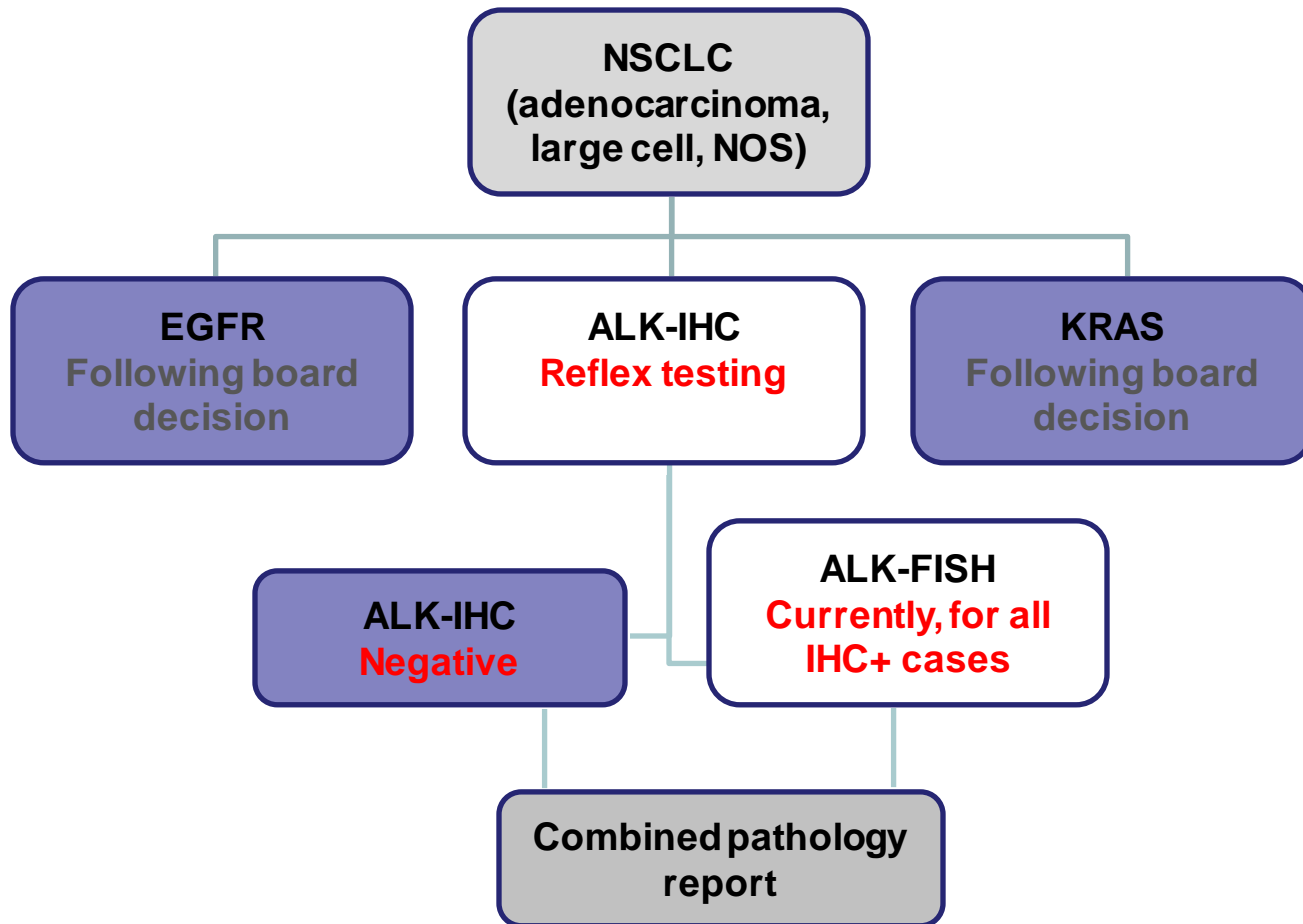 NSCLC
(adenocarcinoma,
large cell, NOS)
EGFR
Following board
decision
ALK-IHC
Reflex testing
KRAS
Following board
decision
ALK-IHC
Negative
ALK-FISH
Currently, for all
IHC+ cases
Combined pathology
report